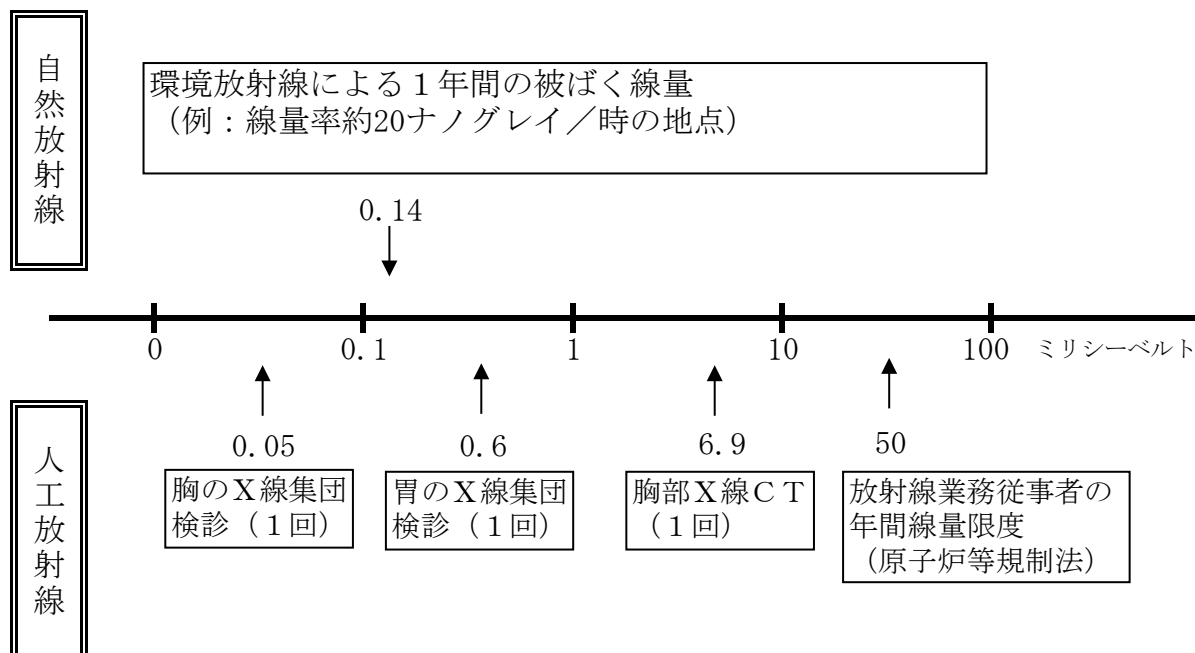 自然放射線
環境放射線による１年間の被ばく線量
（例：線量率約20ナノグレイ／時の地点）
0.14
0 0.1 1 10 100 ミリシーベルト
人工放射線
0.05
胸のＸ線集団
検診（１回）
0.6
胃のＸ線集団
検診（１回）
6.9
胸部Ｘ線ＣＴ
（１回）
50
放射線業務従事者の
年間線量限度
（原子炉等規制法）